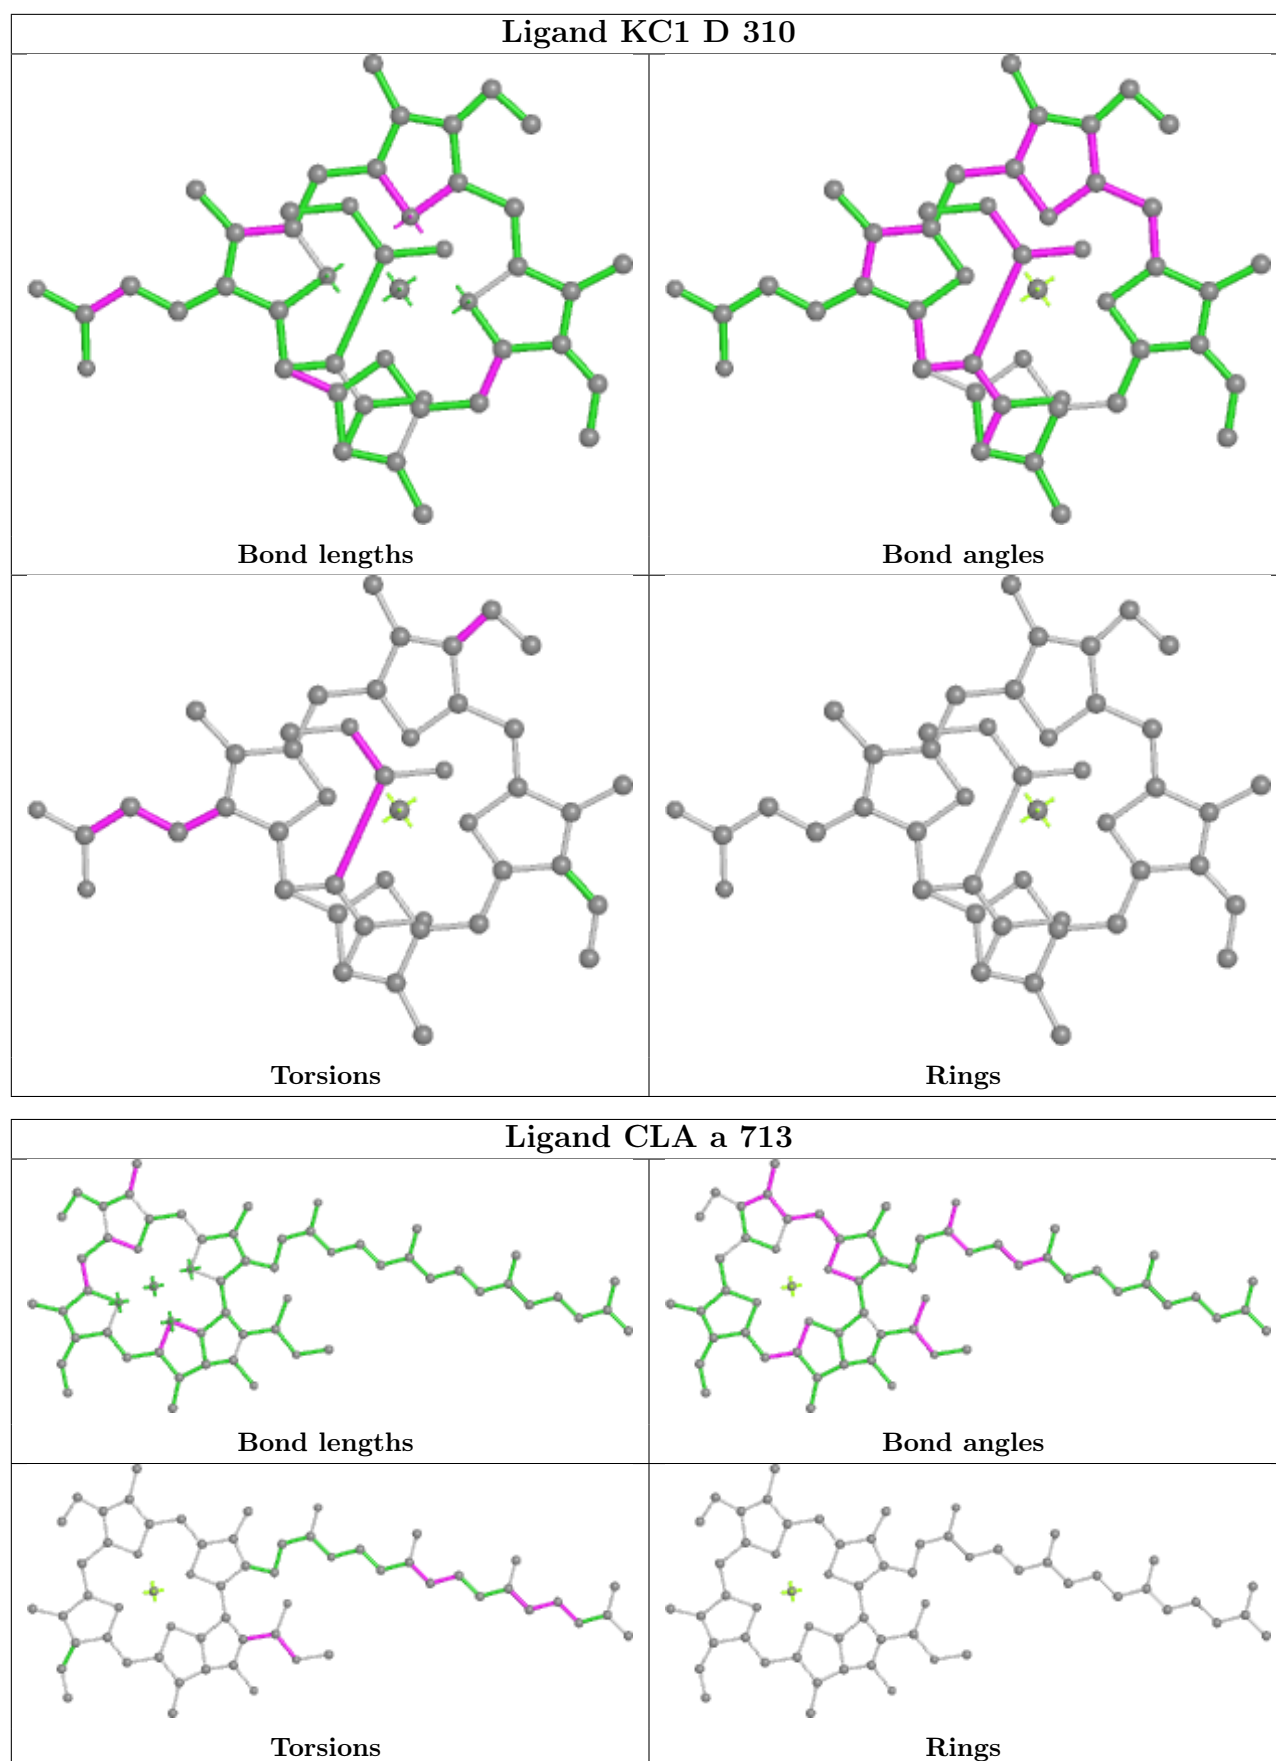 Ligand KC1 D 310
Bond lengths
Bond angles
Torsions
Rings
Ligand CLA a 713
Bond lengths
Bond angles
Torsions
Rings